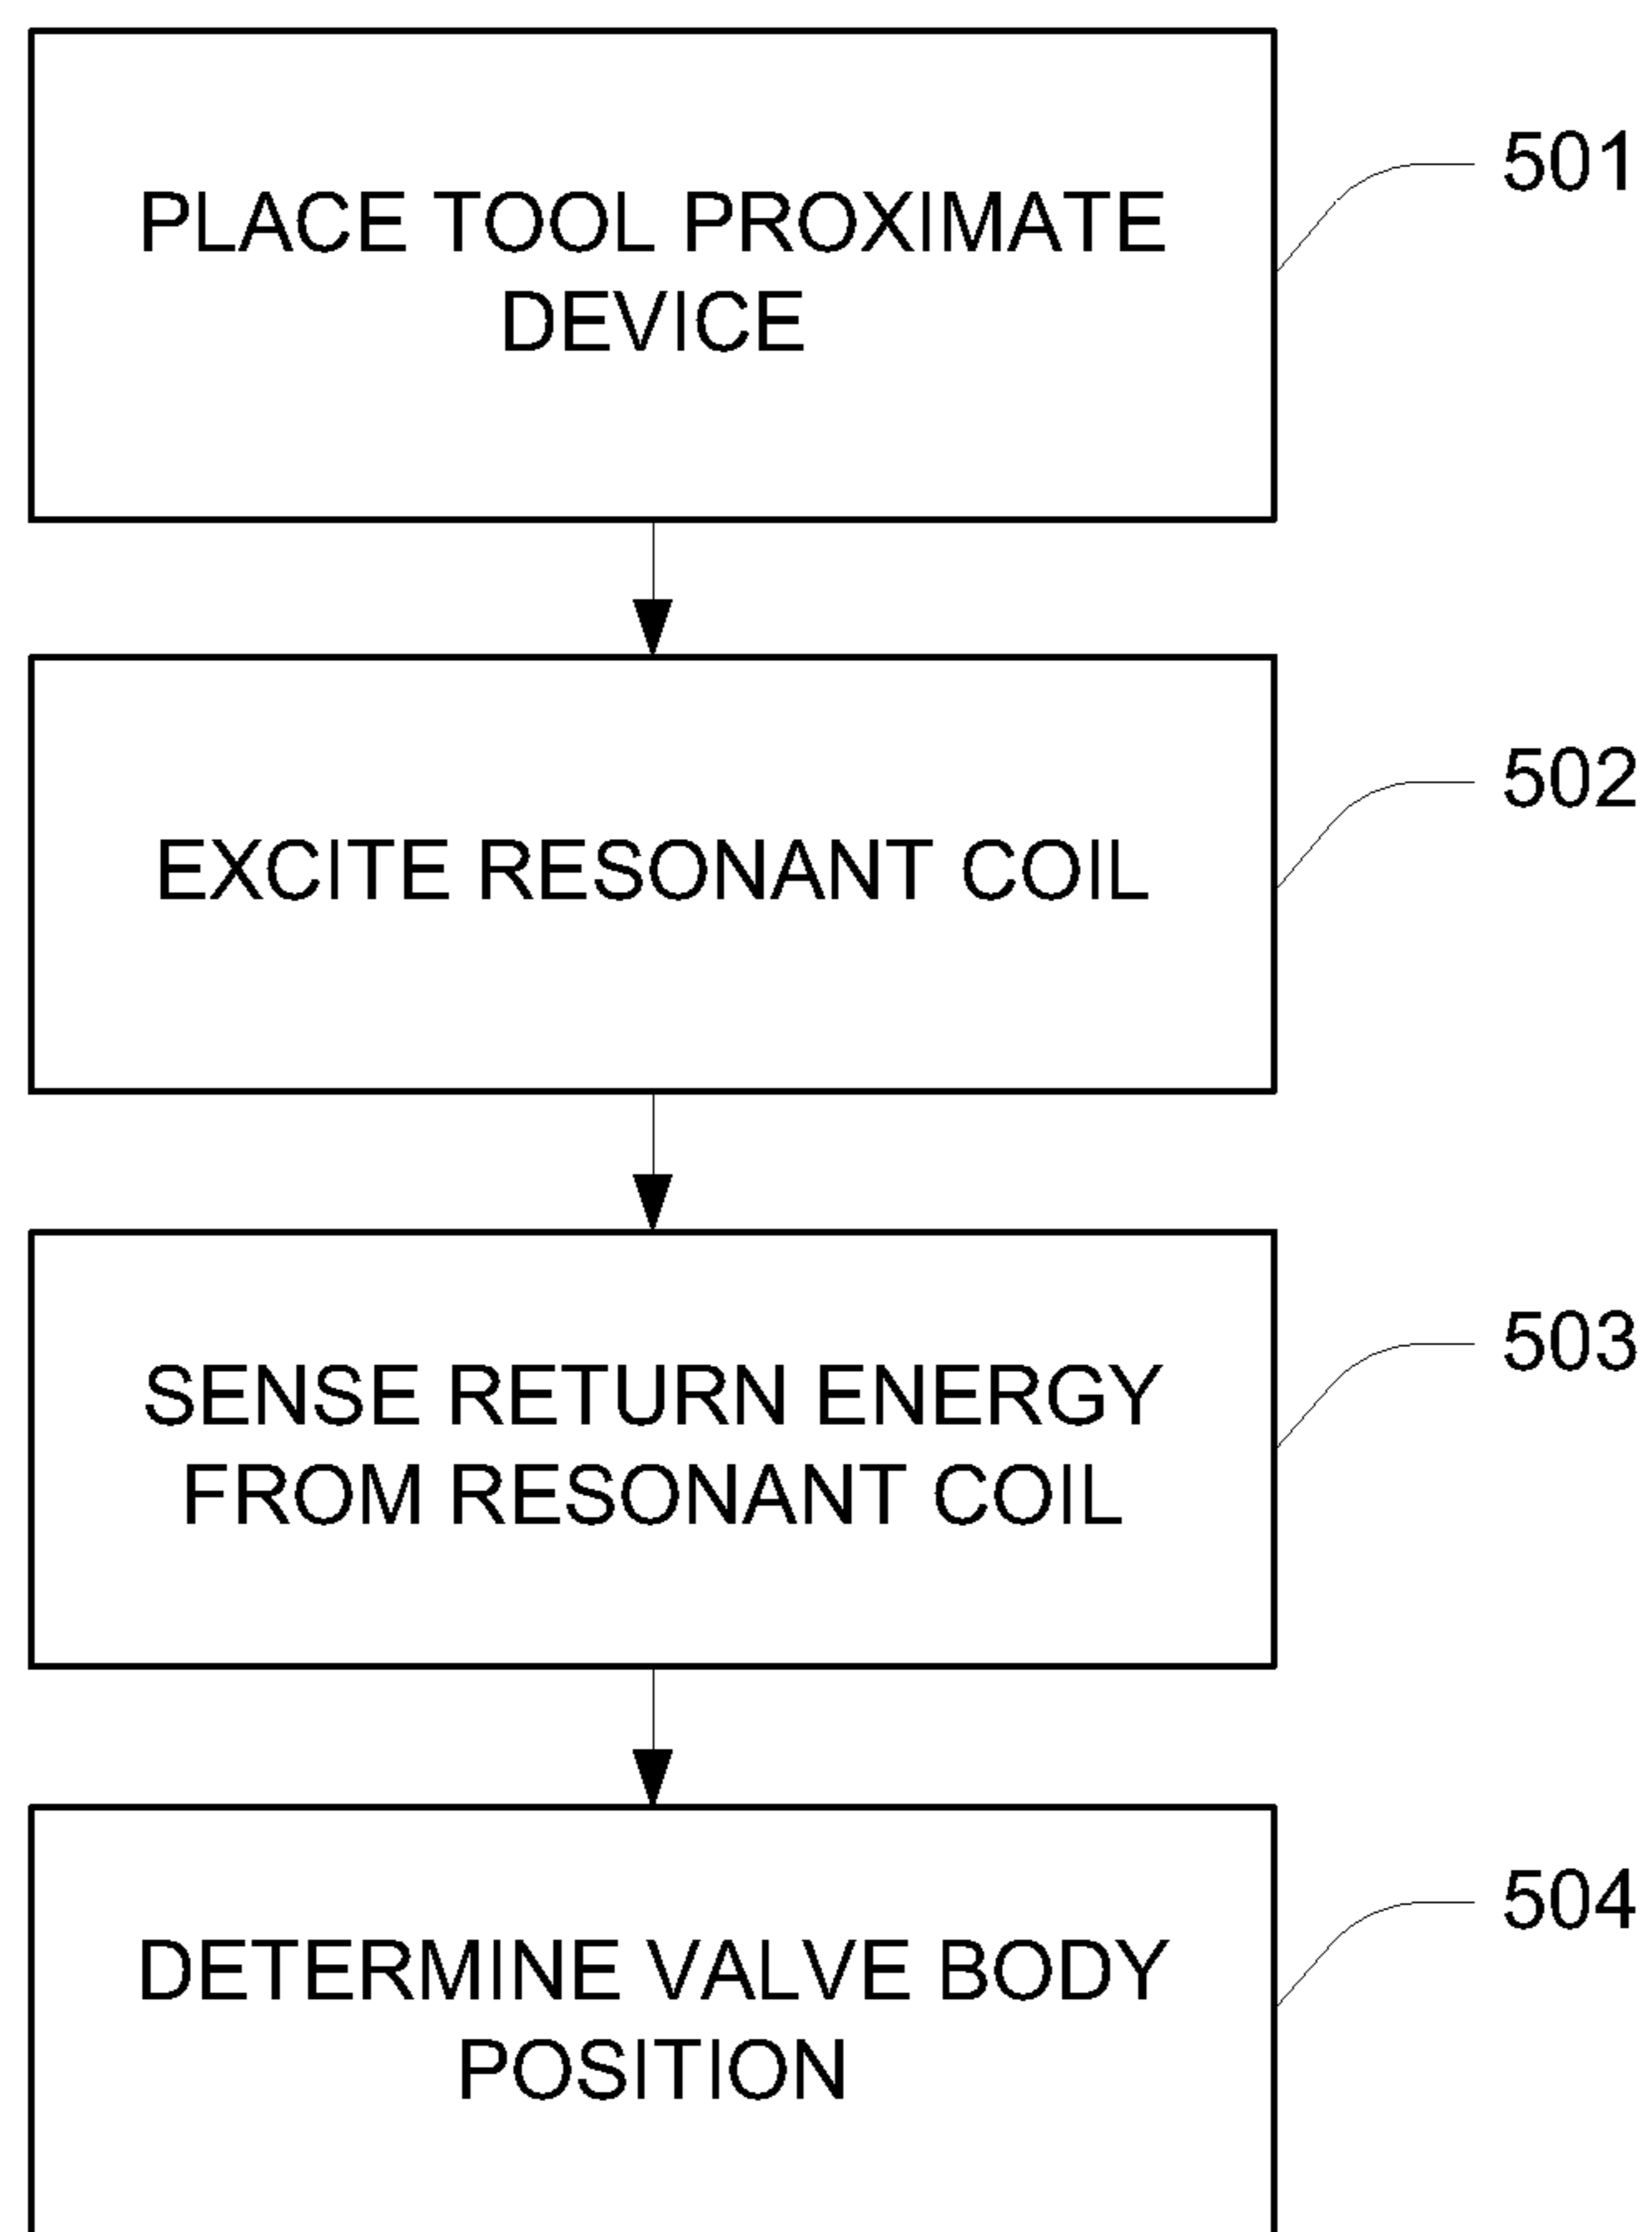 PLACE TOOL PROXIMATE
DEVICE
501
EXCITE RESONANT COIL
502
SENSE RETURN ENERGY
FROM RESONANT COIL
503
DETERMINE VALVE BODY
POSITION
504